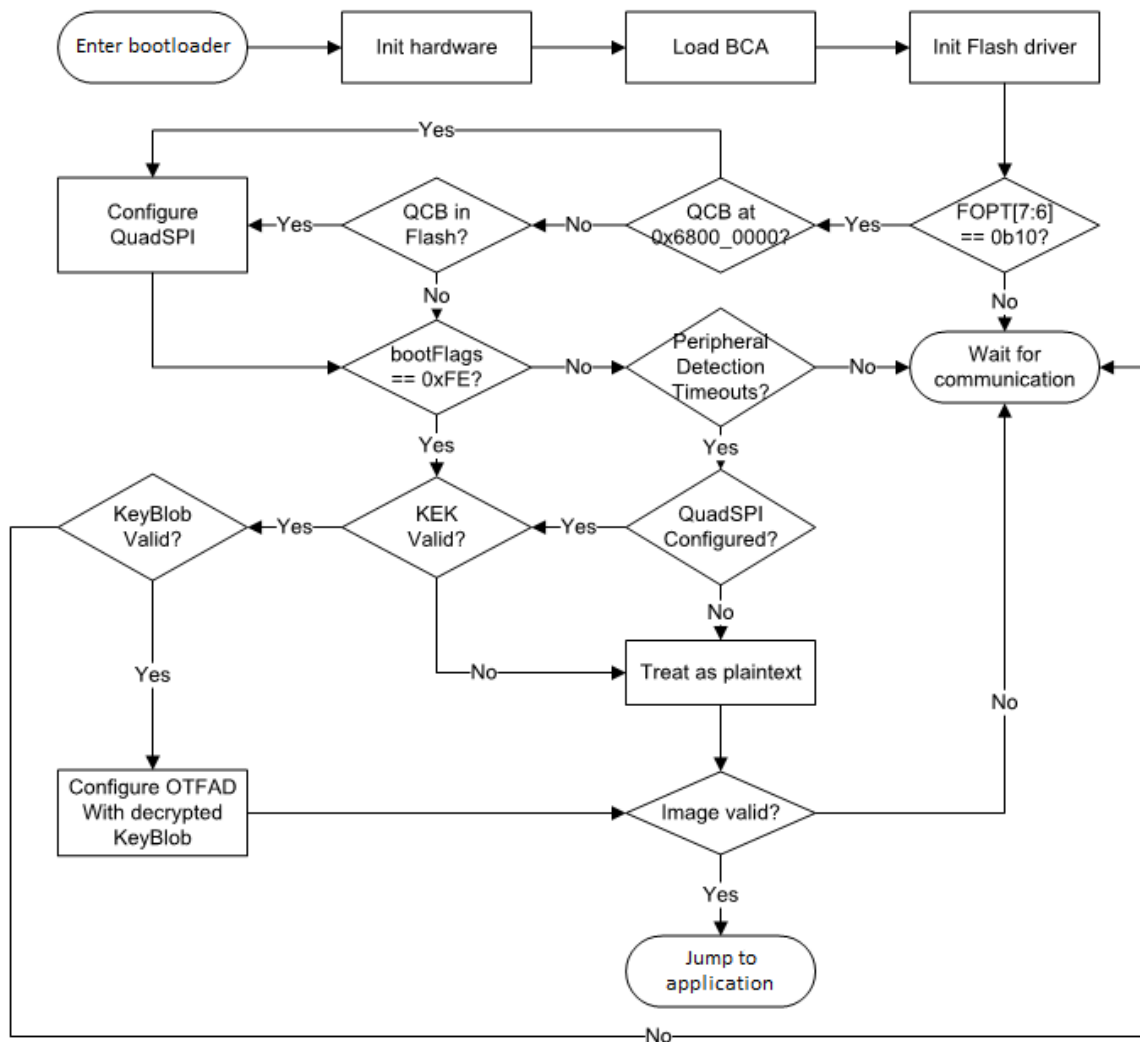 Enter bootloader
Init hardware
Load BCA
Init Flash driver
Yes
Configure
QuadSPI
Yes
QCB in
Flash?
No
QCB at
0x6800_0000?
Yes
FOPT[7:6]
== 0b10?
No
No
bootFlags
== 0xFE?
No
Peripheral
Detection
Timeouts?
No
Wait for
communication
Yes
Yes
KeyBlob
Valid?
Yes
KEK
Valid?
Yes
QuadSPI
Configured?
No
Yes
No
Treat as plaintext
No
Configure OTFAD
With decrypted
KeyBlob
Image valid?
Yes
Jump to
application
No